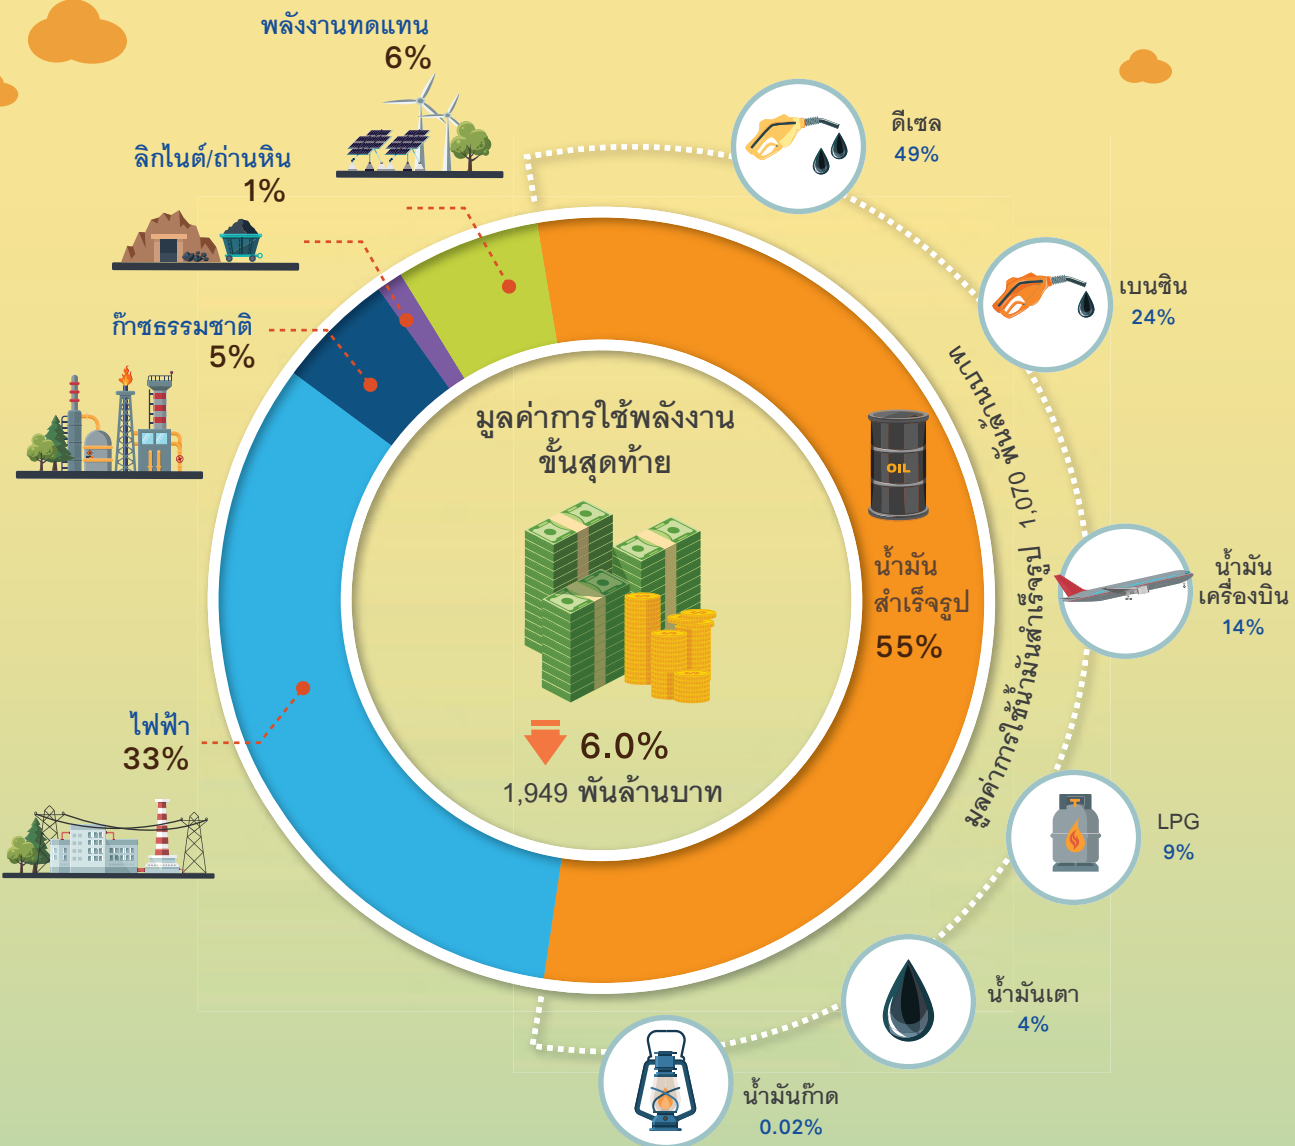 พลังงานทดแทน
6%
ลิกไนต์/ถ่านหิน
1%
ก๊าซธรรมชาติ
5%
ไฟฟ้า
33%
มูลค่าการใช้พลังงาน
ขั้นสุดท้าย
6.0%
1,949 พันล้านบาท
OIL
น้ำมัน
สำเร็จรูป
55%
มูลค่าการใช้น้ำมันสำเร็จรูป 1,070 พันล้านบาท
ดีเซล
49%
เบนซิน
24%
น้ำมัน
เครื่องบิน
14%
LPG
9%
น้ำมันเตา
4%
น้ำมันก๊าด
0.02%